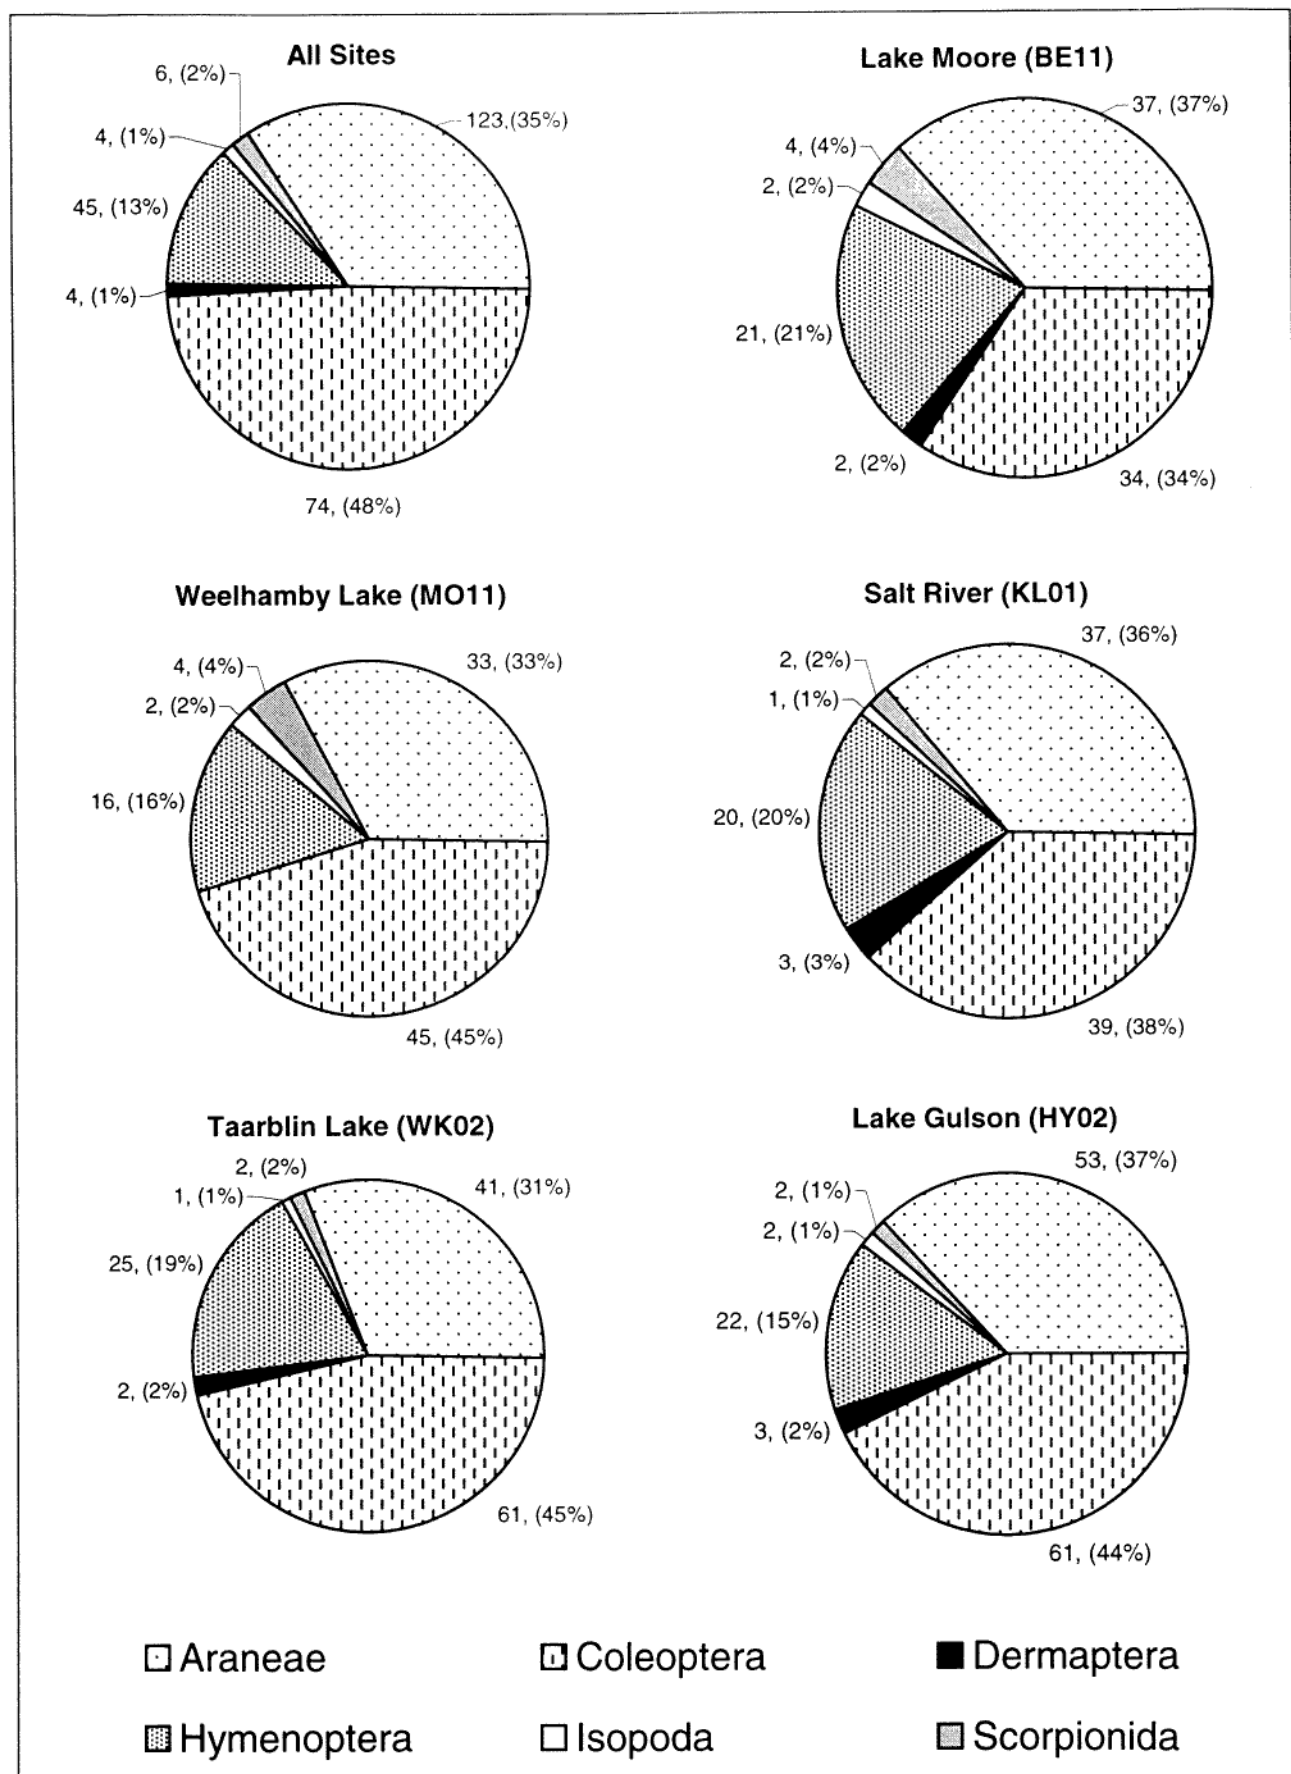 All Sites
6, (2%)
123,(35%)
4, (1%)
45, (13%)
4, (1%)
74, (48%)
Lake Moore (BE11)
37, (37%)
4, (4%)
2, (2%)
21, (21%)
2, (2%)
34, (34%)
Weelhamby Lake (MO11)
4, (4%)
33, (33%)
2, (2%)
16, (16%)
45, (45%)
Salt River (KL01)
37, (36%)
2, (2%)
1, (1%)
20, (20%)
3, (3%)
39, (38%)
Taarblin Lake (WK02)
2, (2%)
41, (31%)
1, (1%)
25, (19%)
2, (2%)
61, (45%)
Lake Gulson (HY02)
53, (37%)
2, (1%)
2, (1%)
22, (15%)
3, (2%)
61, (44%)
Araneae
Coleoptera
Dermaptera
Hymenoptera
Isopoda
Scorpionida